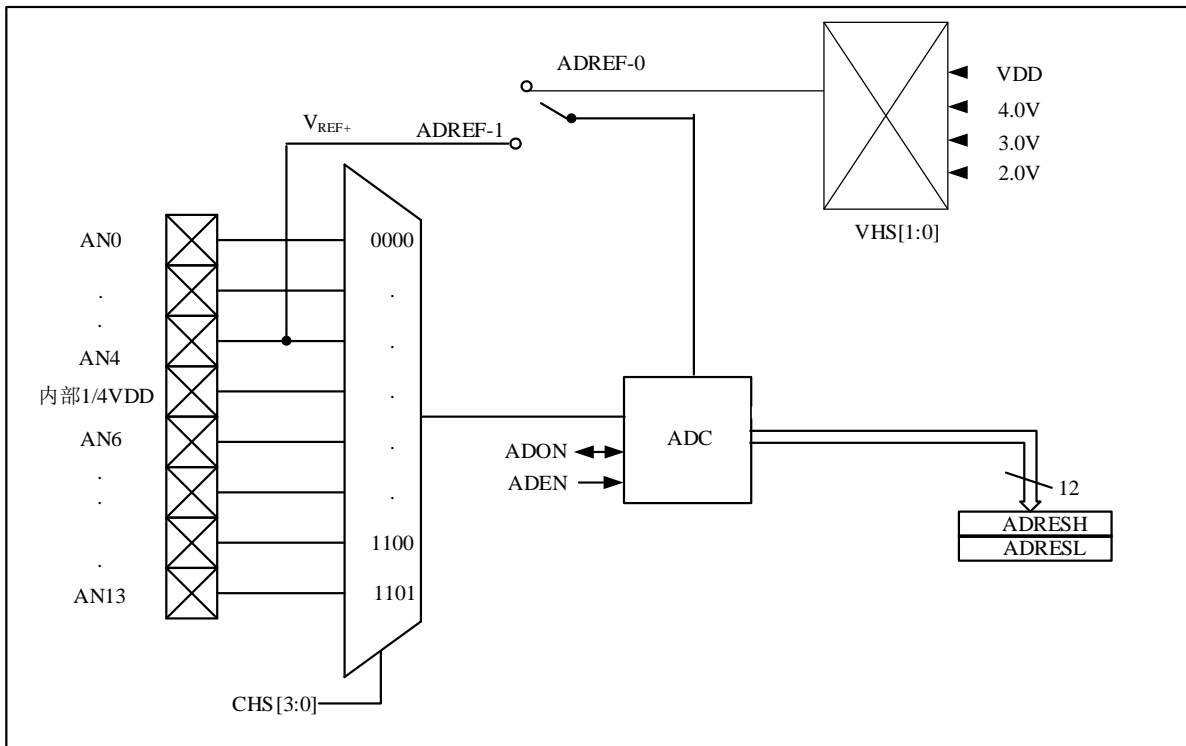 ADREF-0
VDD
4.0V
3.0V
2.0V
VHS[1:0]
VREF+
ADREF-1
AN0
.
.
AN4
内部1/4VDD
AN6
.
.
.
AN13
0000
.
.
.
.
.
1100
1101
CHS[3:0]
ADC
ADON
ADEN
12
ADRESH
ADRESL